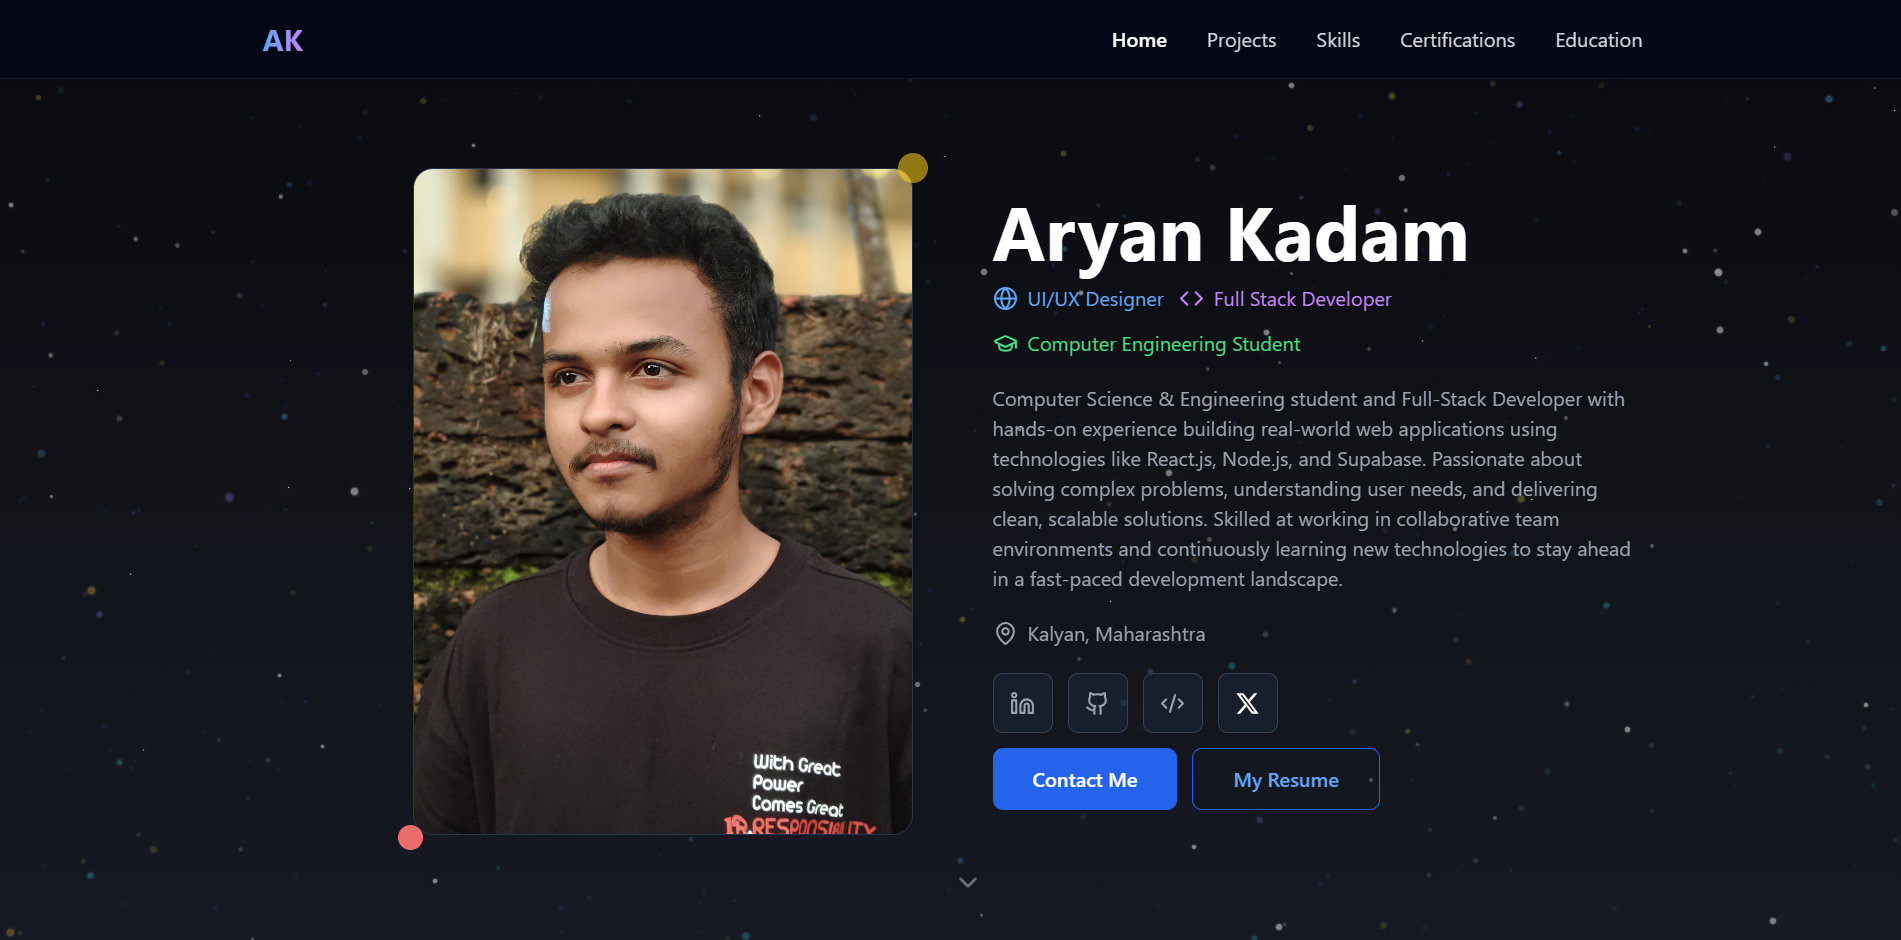 AK
Home
Projects
Skills
Certifications
Education
Aryan Kadam
UI/UX Designer
Full Stack Developer
Computer Engineering Student
Computer Science & Engineering student and Full-Stack Developer with
hands-on experience building real-world web applications using
technologies like React.js, Node.js, and Supabase. Passionate about
solving complex problems, understanding user needs, and delivering
clean, scalable solutions. Skilled at working in collaborative team
environments and continuously learning new technologies to stay ahead
in a fast-paced development landscape.
Kalyan, Maharashtra
Contact Me
My Resume
With Great
Power
Comes Great
RESPONSIBILITY